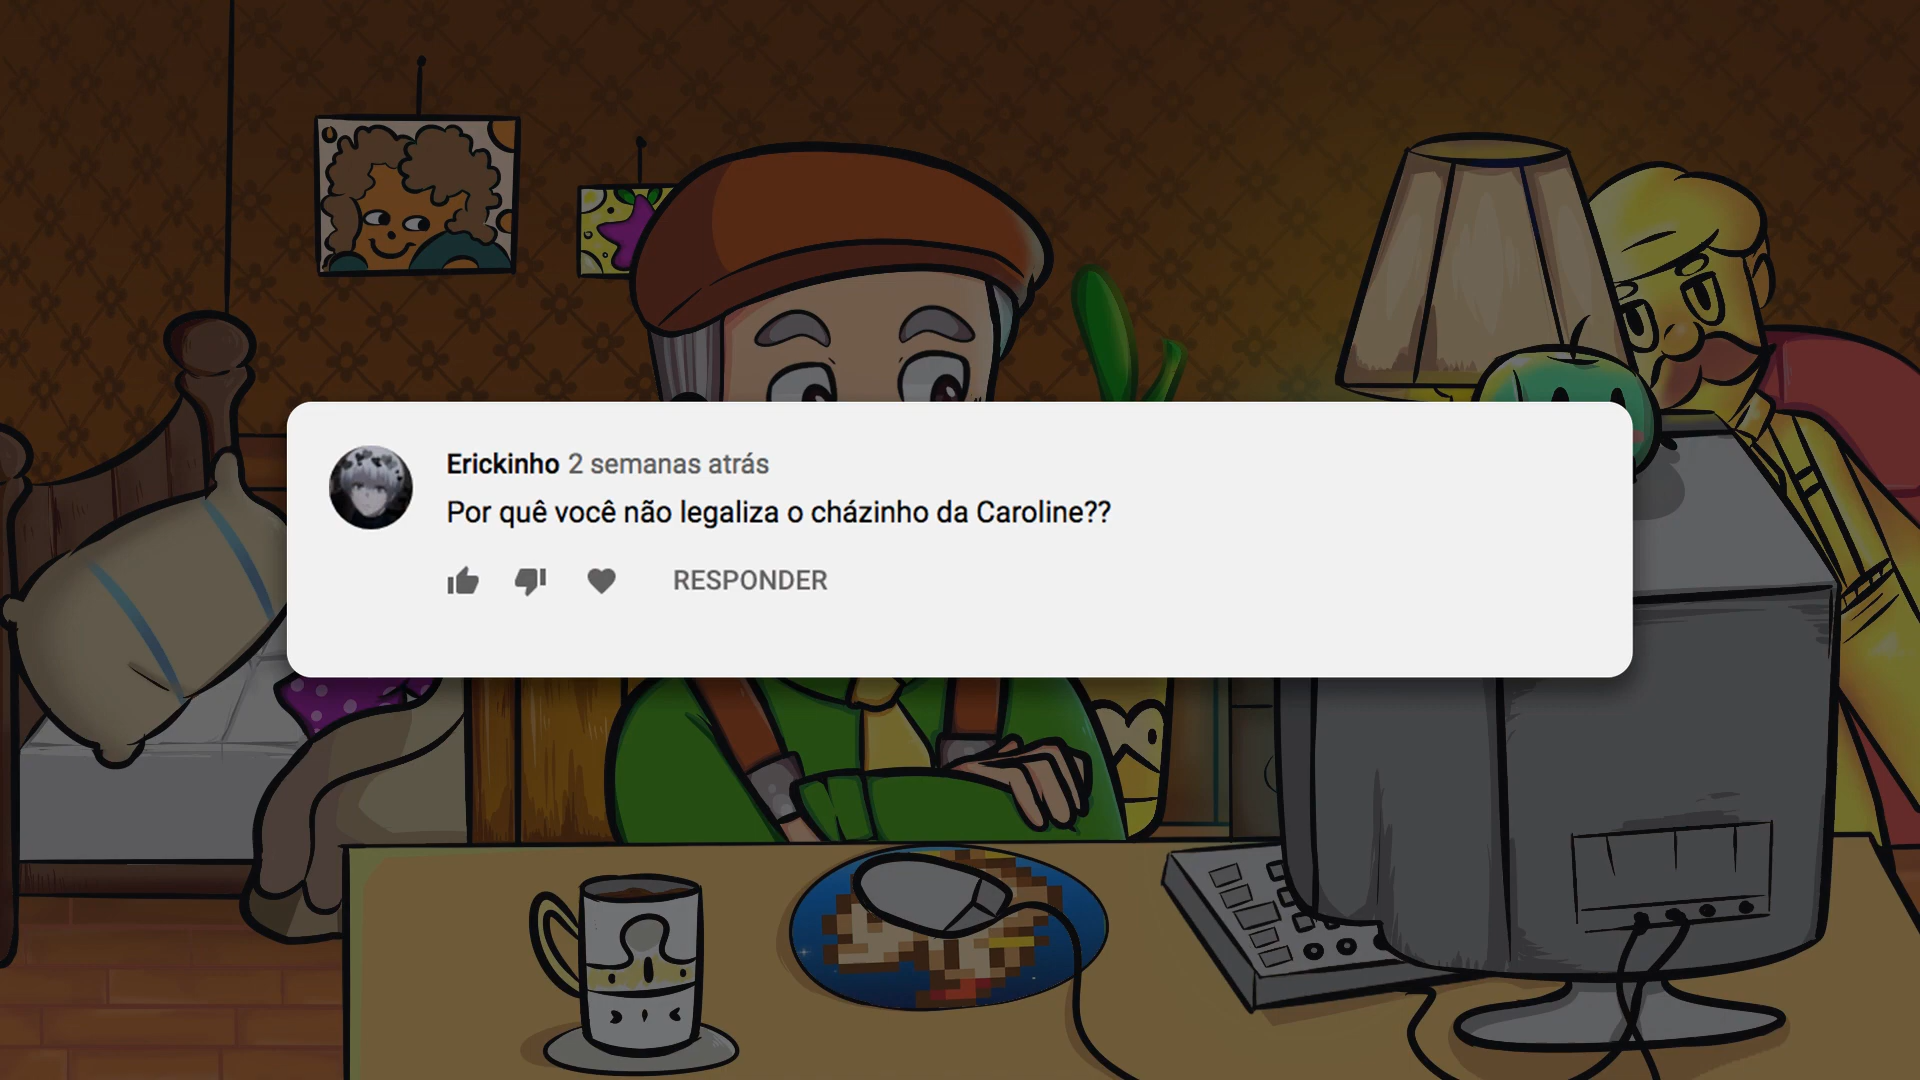 Erickinho 2 semanas atrás
Por quê você não legaliza o cházinho da Caroline??
RESPONDER